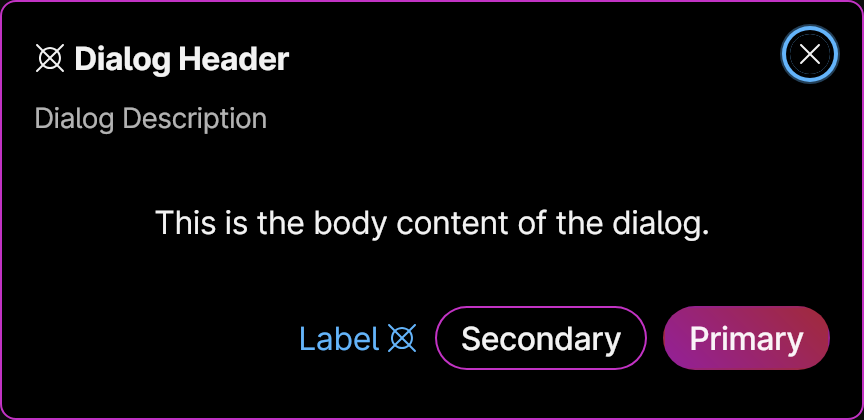 Dialog Header
Dialog Description
This is the body content of the dialog.
Label Secondary Primary